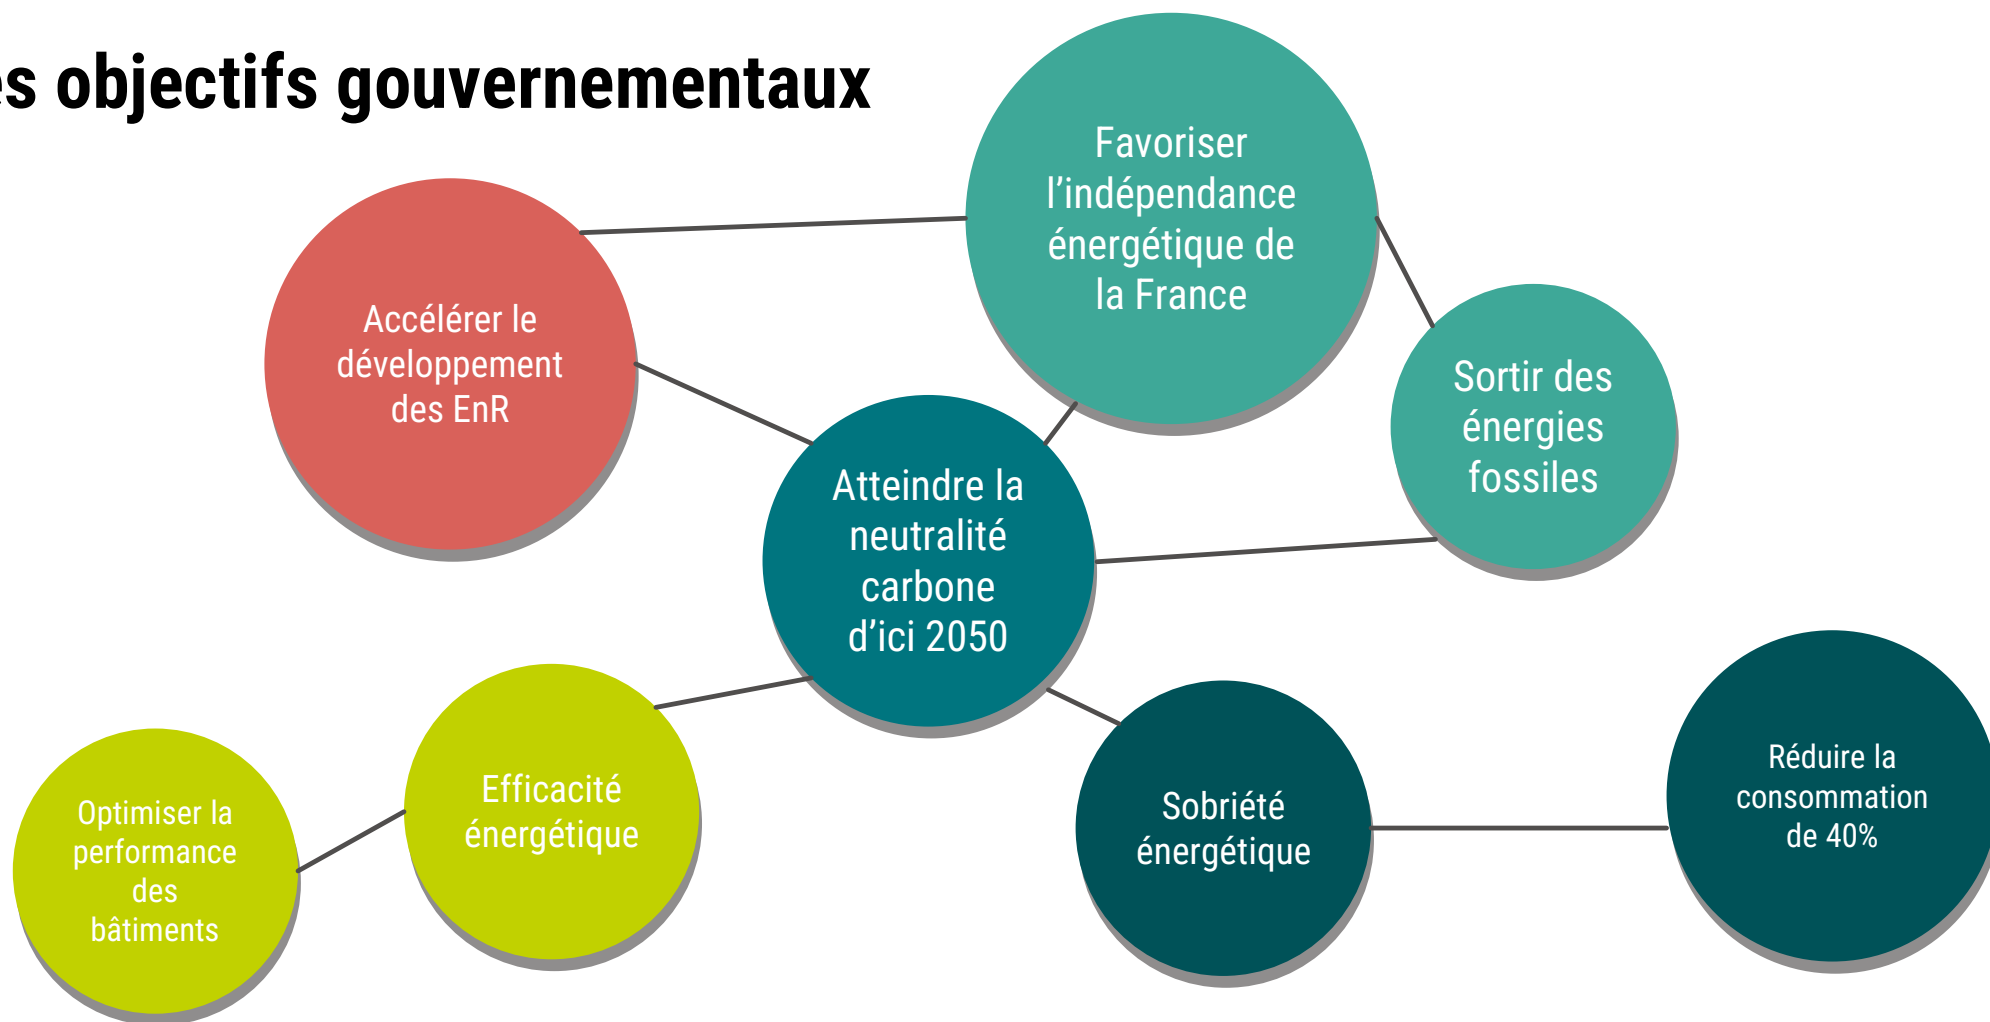 es objectifs gouvernementaux
Favoriser
l’indépendance
énergétique de
la France
Accélérer le
développement
des EnR
Sortir des
énergies
fossiles
Atteindre la
neutralité
carbone
d’ici 2050
Efficacité
énergétique
Optimiser la
performance
des
bâtiments
Sobriété
énergétique
Réduire la
consommation
de 40%